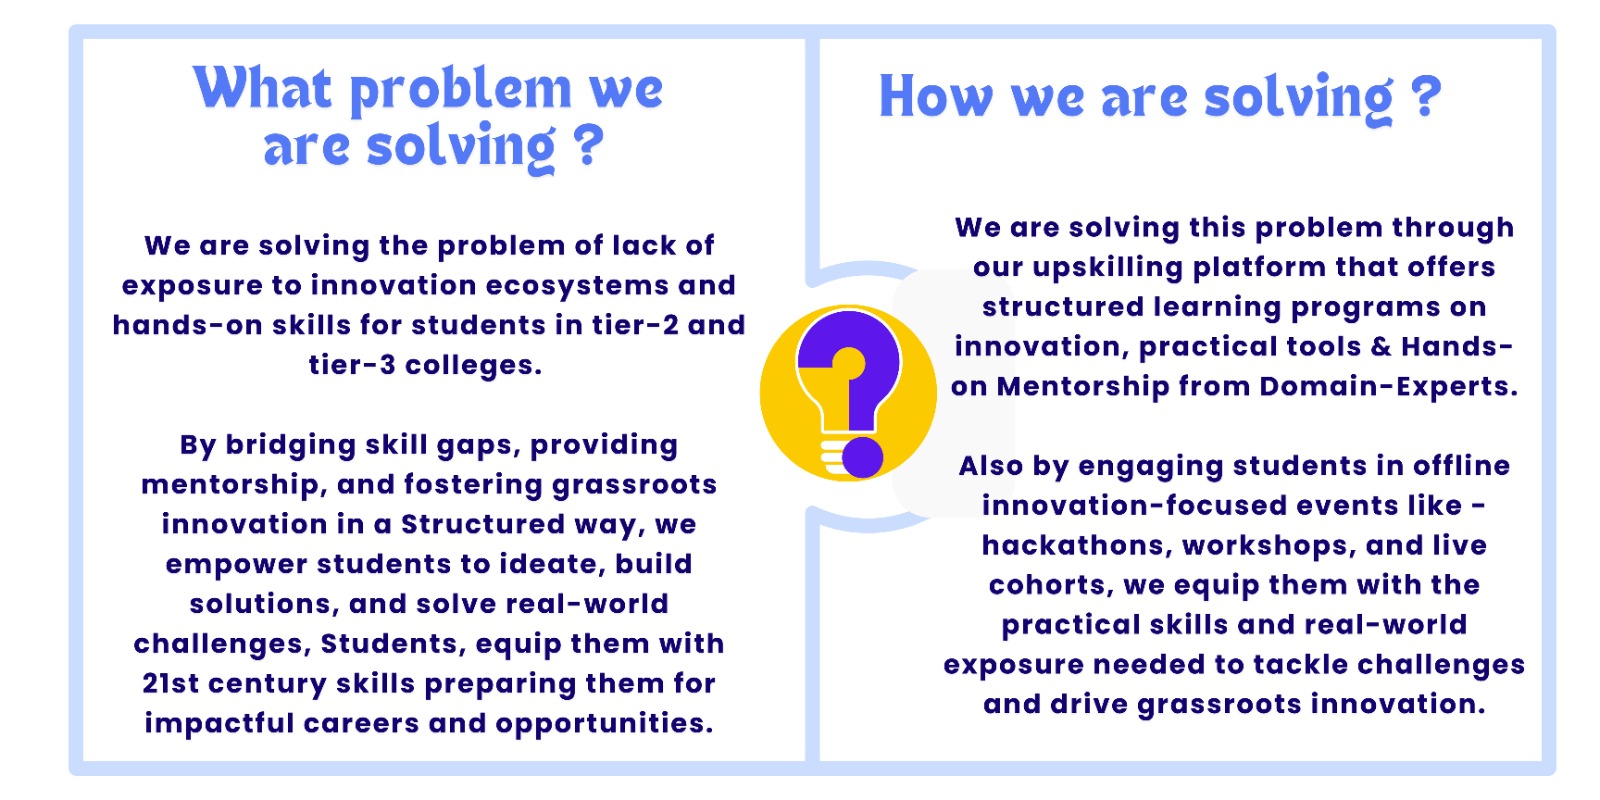 What problem we
are solving ?
We are solving the problem of lack of
exposure to innovation ecosystems and
hands-on skills for students in tier-2 and
tier-3 colleges.
By bridging skill gaps, providing
mentorship, and fostering grassroots
innovation in a Structured way, we
empower students to ideate, build
solutions, and solve real-world
challenges, Students, equip them with
21st century skills preparing them for
impactful careers and opportunities.
How we are solving ?
We are solving this problem through
our upskilling platform that offers
structured learning programs on
innovation, practical tools & Hands-
on Mentorship from Domain-Experts.
Also by engaging students in offline
innovation-focused events like -
hackathons, workshops, and live
cohorts, we equip them with the
practical skills and real-world
exposure needed to tackle challenges
and drive grassroots innovation.